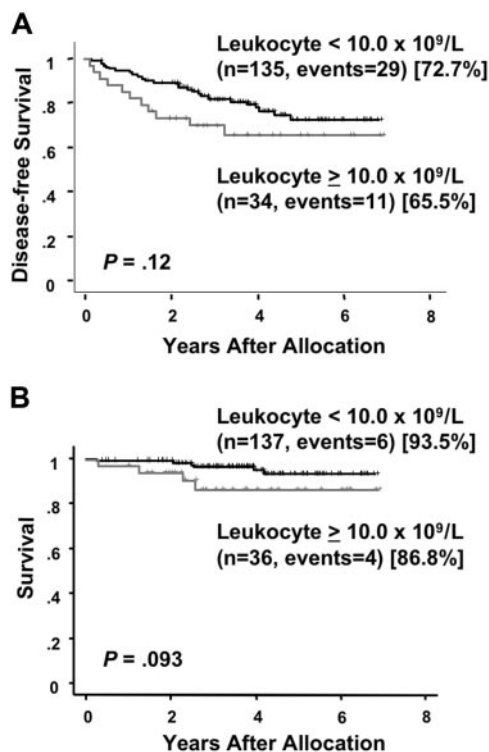 A
Leukocyte < 10.0 x 10⁹/L
(n=135, events=29) [72.7%]
1
.8
.6
.4
.2
0
Disease-free Survival
Leukocyte ≥ 10.0 x 10⁹/L
(n=34, events=11) [65.5%]
P = .12
0 2 4 6 8
Years After Allocation
B
Leukocyte < 10.0 x 10⁹/L
(n=137, events=6) [93.5%]
1
.8
.6
.4
.2
0
Survival
Leukocyte ≥ 10.0 x 10⁹/L
(n=36, events=4) [86.8%]
P = .093
0 2 4 6 8
Years After Allocation